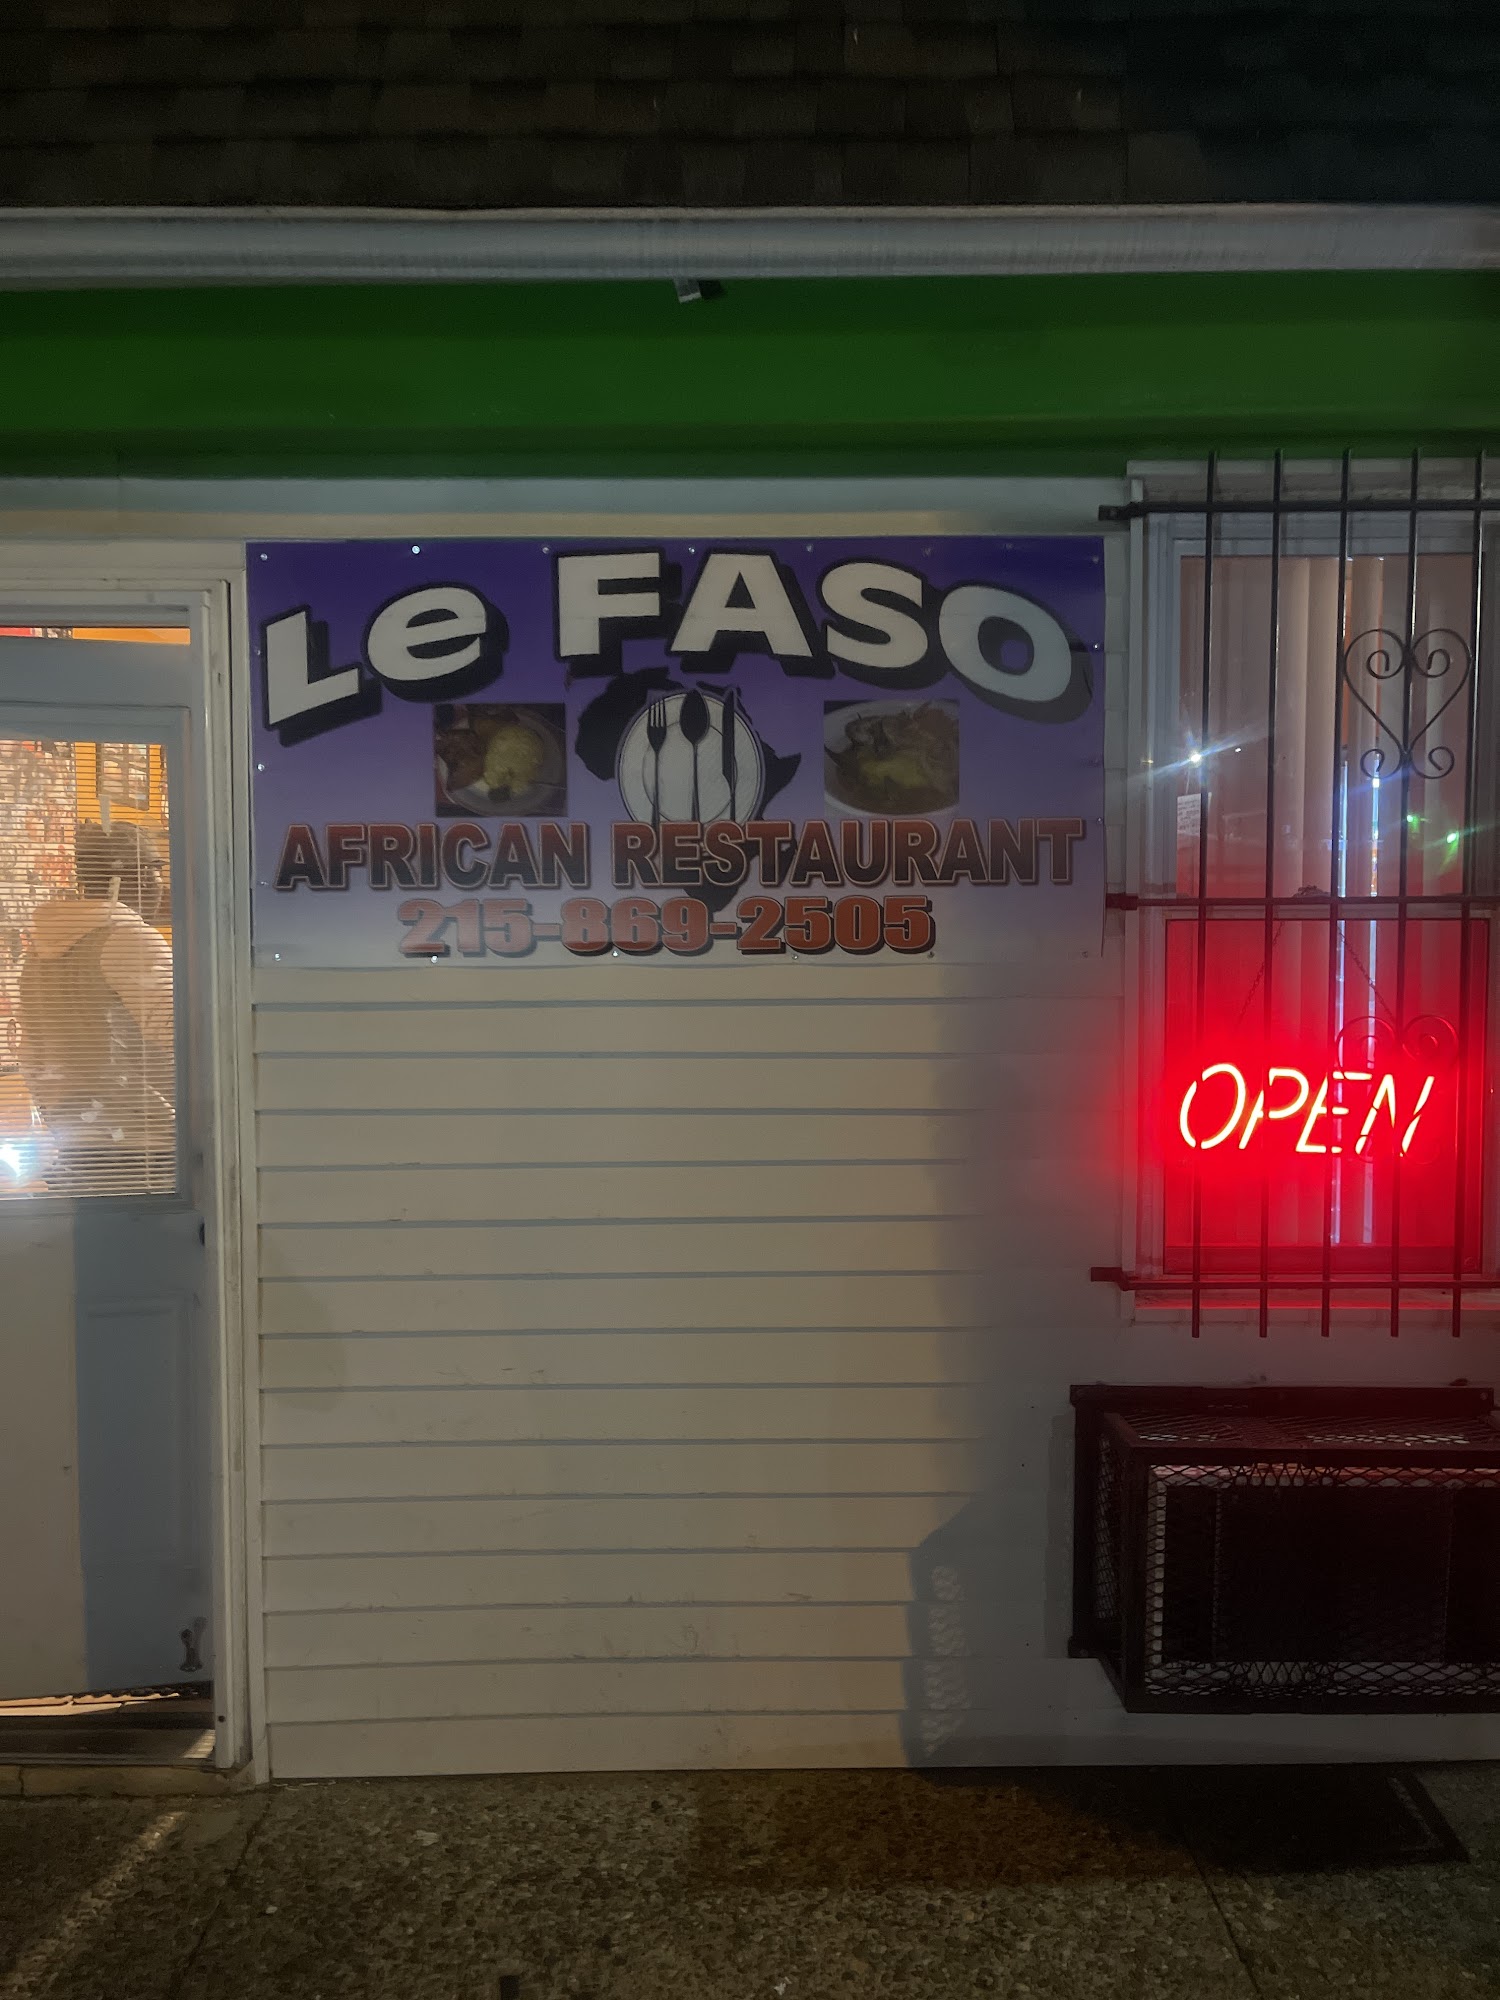 Le FASO
AFRICAN RESTAURANT
215-869-2505
OPEN